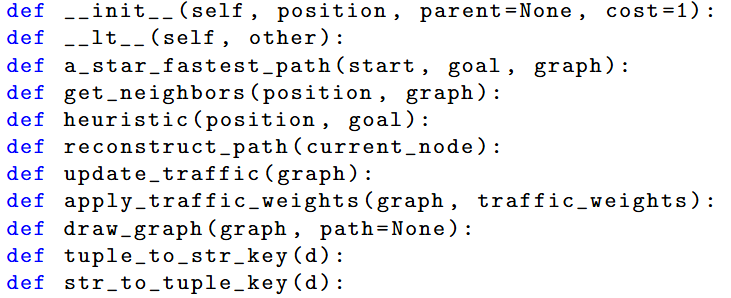 def __init__(self, position, parent=None, cost=1):
def __lt__(self, other):
def a_star_fastest_path(start, goal, graph):
def get_neighbors(position, graph):
def heuristic(position, goal):
def reconstruct_path(current_node):
def update_traffic(graph):
def apply_traffic_weights(graph, traffic_weights):
def draw_graph(graph, path=None):
def tuple_to_str_key(d):
def str_to_tuple_key(d):